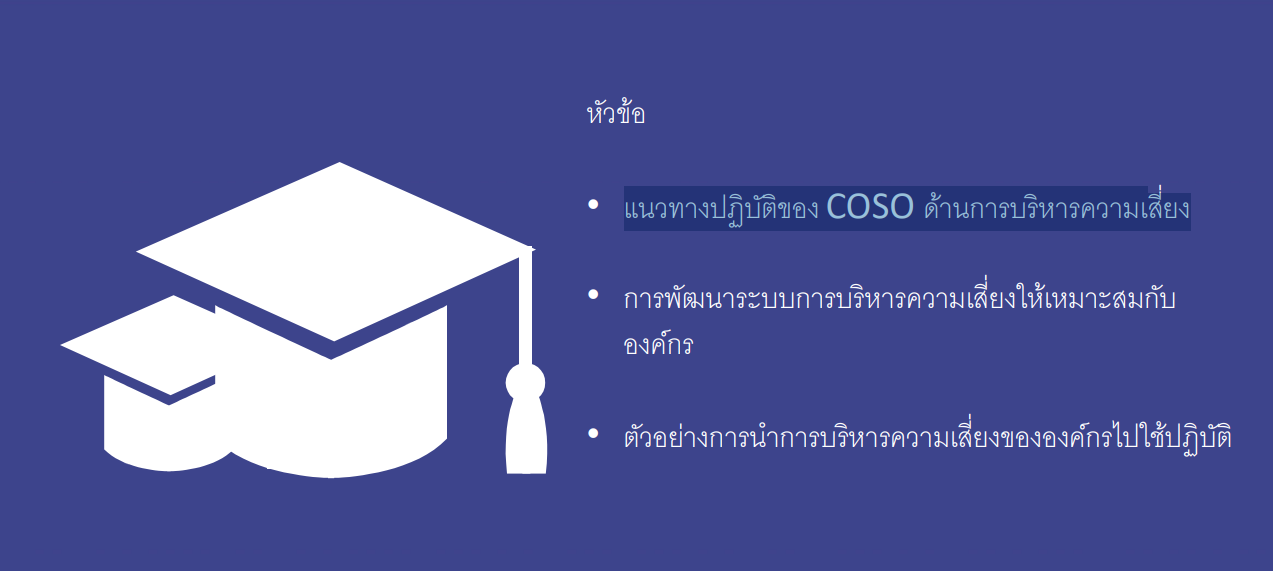 หัวข้อ
• แนวทางปฏิบัติของ COSO ด้านการบริหารความเสี่ยง
• การพัฒนาระบบการบริหารความเสี่ยงให้เหมาะสมกับ
องค์กร
• ตัวอย่างการนำการบริหารความเสี่ยงขององค์กรไปใช้ปฏิบัติ